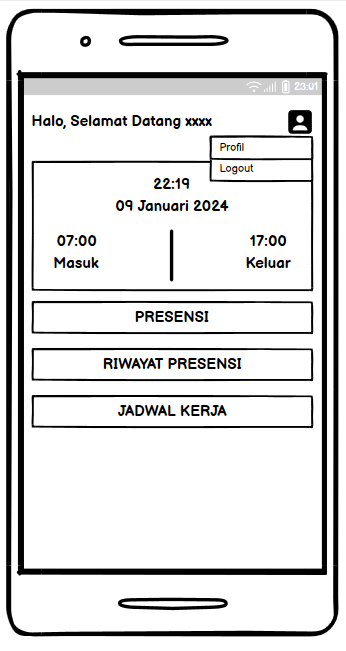 23:01
Halo, Selamat Datang xxxx
Profil
Logout
22:19
09 Januari 2024
07:00 17:00
Masuk Keluar
PRESENSI
RIWAYAT PRESENSI
JADWAL KERJA